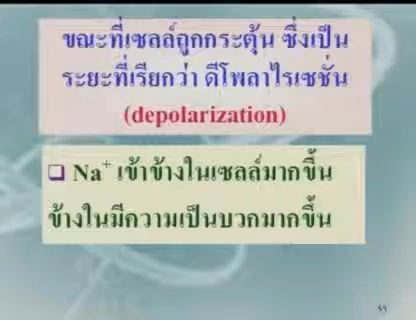 ขณะที่เซลล์ถูกกระตุ้น ซึ่งเป็น
ระยะที่เรียกว่า ดีโพลาไรเซชั่น
(depolarization)
❑ Na⁺ เข้าข้างในเซลล์มากขึ้น
ข้างในมีความเป็นบวกมากขึ้น